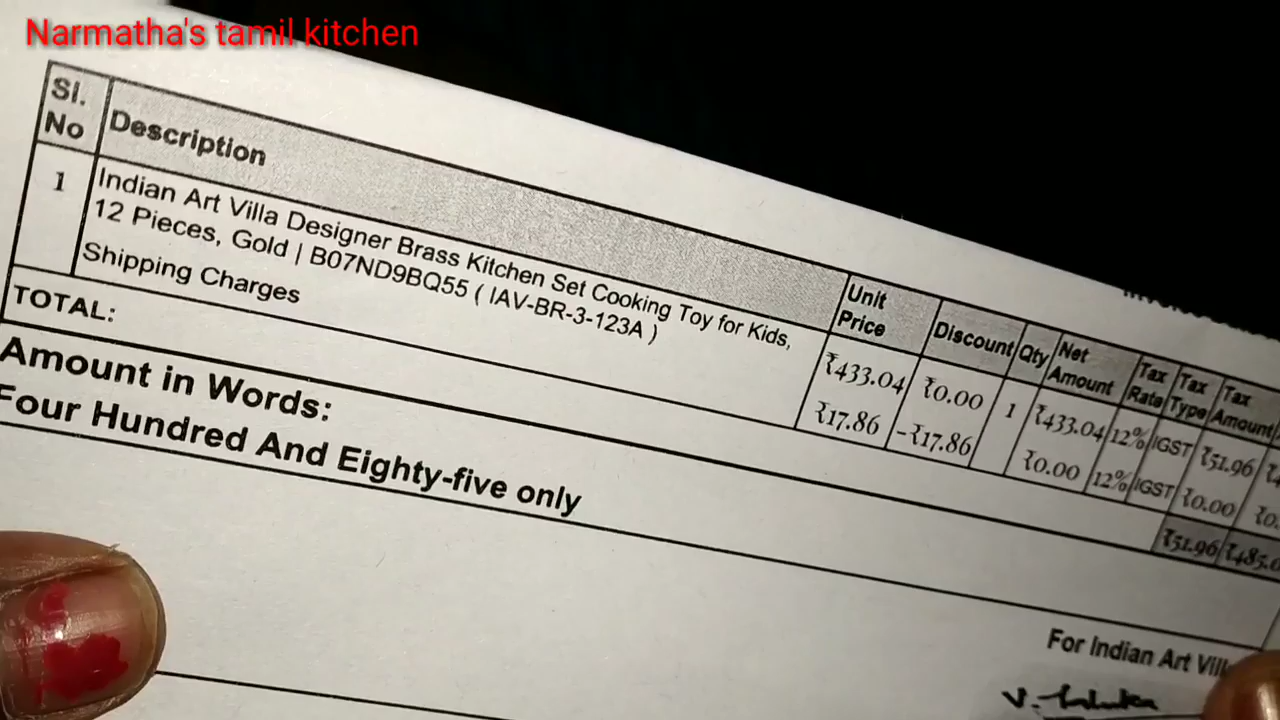 Narmatha's tamil kitchen
Sl. No Description Unit Price Discount Qty Net Amount Tax Rate Tax Type Tax Amount
1 Indian Art Villa Designer Brass Kitchen Set Cooking Toy for Kids,
12 Pieces, Gold | B07ND9BQ55 ( IAV-BR-3-123A ) ₹433.04 ₹0.00 1 ₹433.04 12% IGST ₹51.96
Shipping Charges ₹17.86 -₹17.86 ₹0.00 12% IGST ₹0.00
TOTAL: ₹51.96 ₹485.0
Amount in Words:
Four Hundred And Eighty-five only
For Indian Art Vill